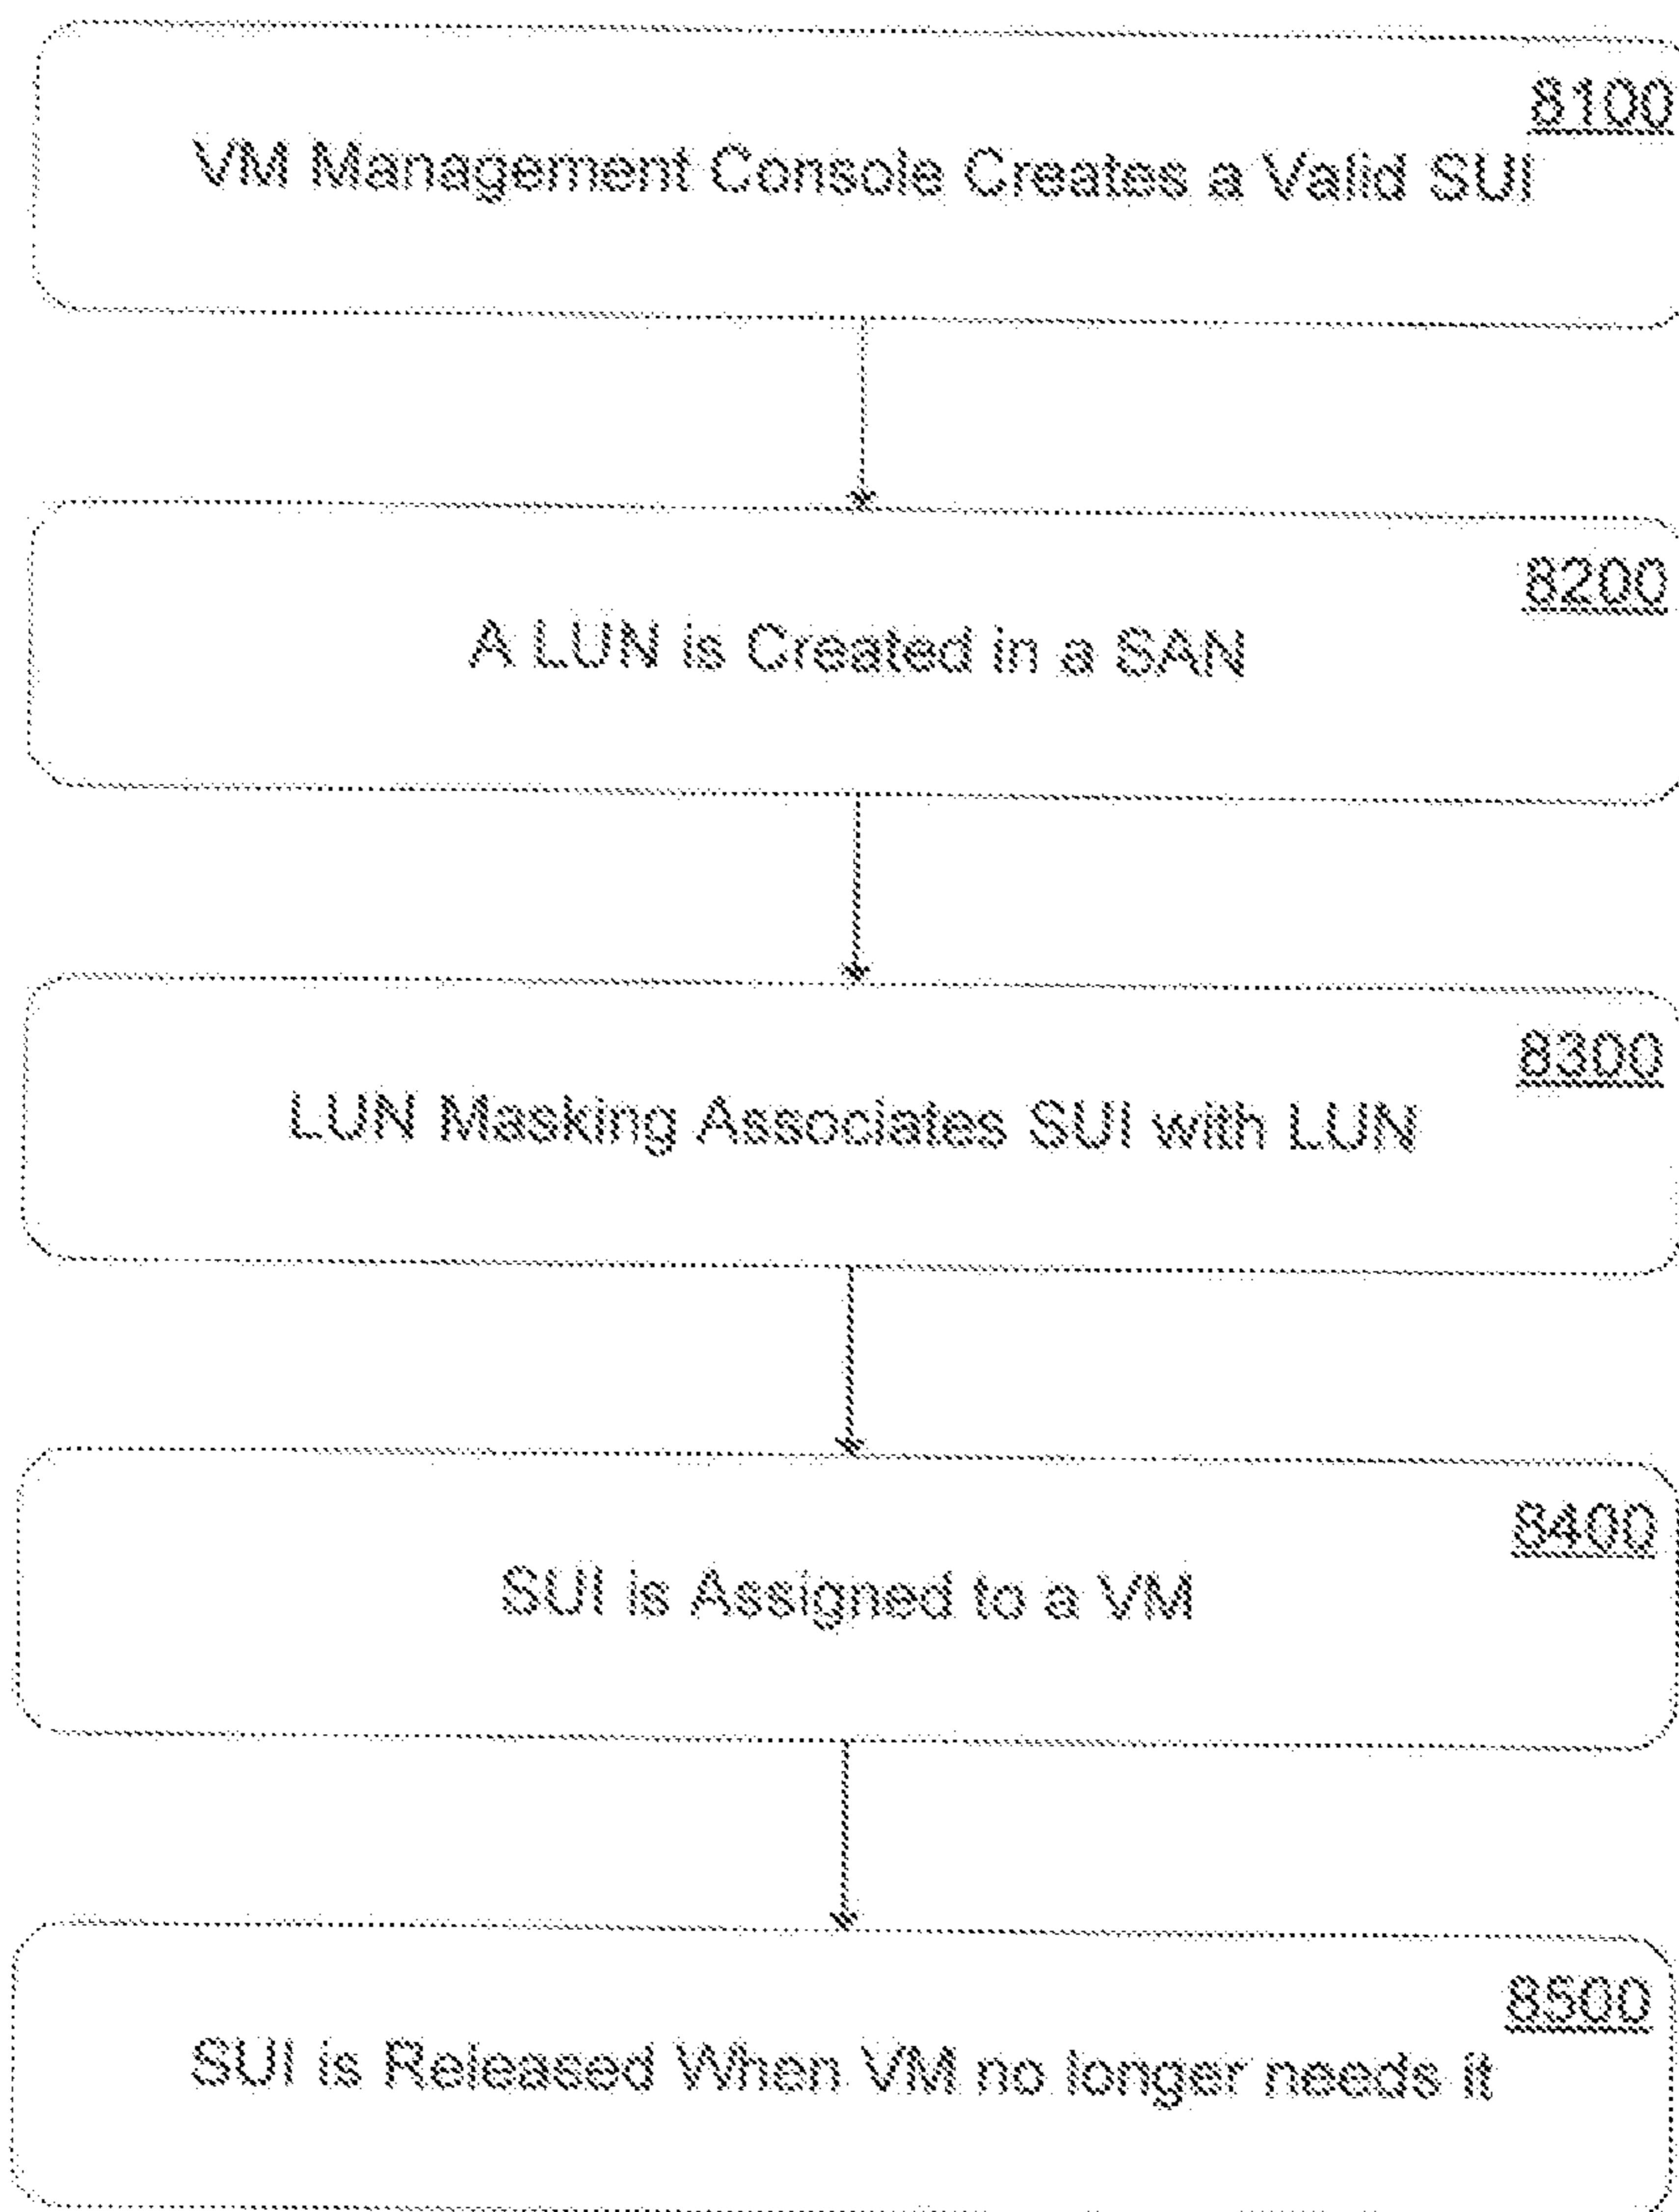 8100
VM Management Console Creates a Valid SUI
8200
A LUN is Created in a SAN
8300
LUN Masking Associates SUI with LUN
8400
SUI is Assigned to a VM
8500
SUI is Released When VM no longer needs it